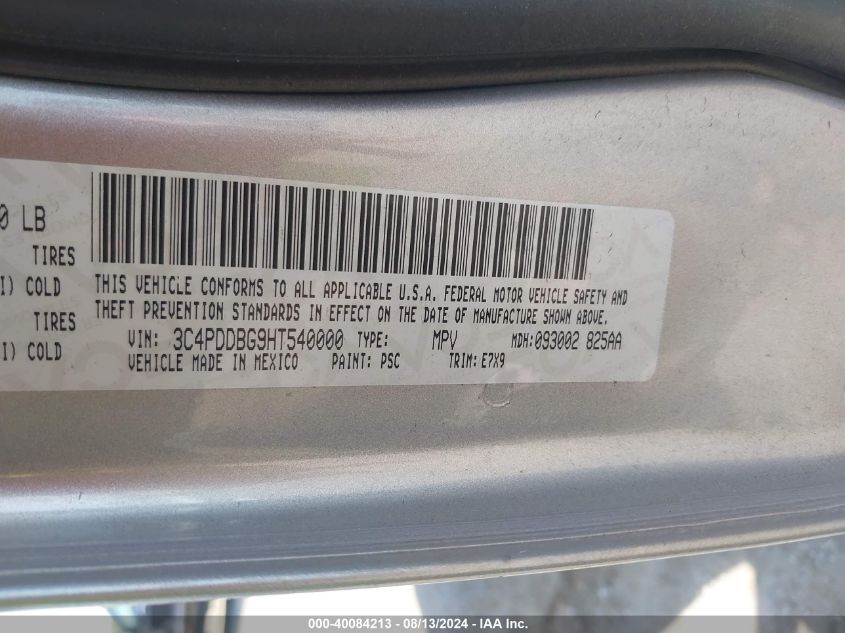 0 LB
TIRES
I) COLD
TIRES
I) COLD
THIS VEHICLE CONFORMS TO ALL APPLICABLE U.S.A. FEDERAL MOTOR VEHICLE SAFETY AND
THEFT PREVENTION STANDARDS IN EFFECT ON THE DATE OF MANUFACTURE SHOWN ABOVE.
VIN: 3C4PDDBG9HT540000 TYPE: MPV MDH:093002 825AA
VEHICLE MADE IN MEXICO PAINT: PSC TRIM: E7X9
000-40084213 - 08/13/2024 - IAA Inc.